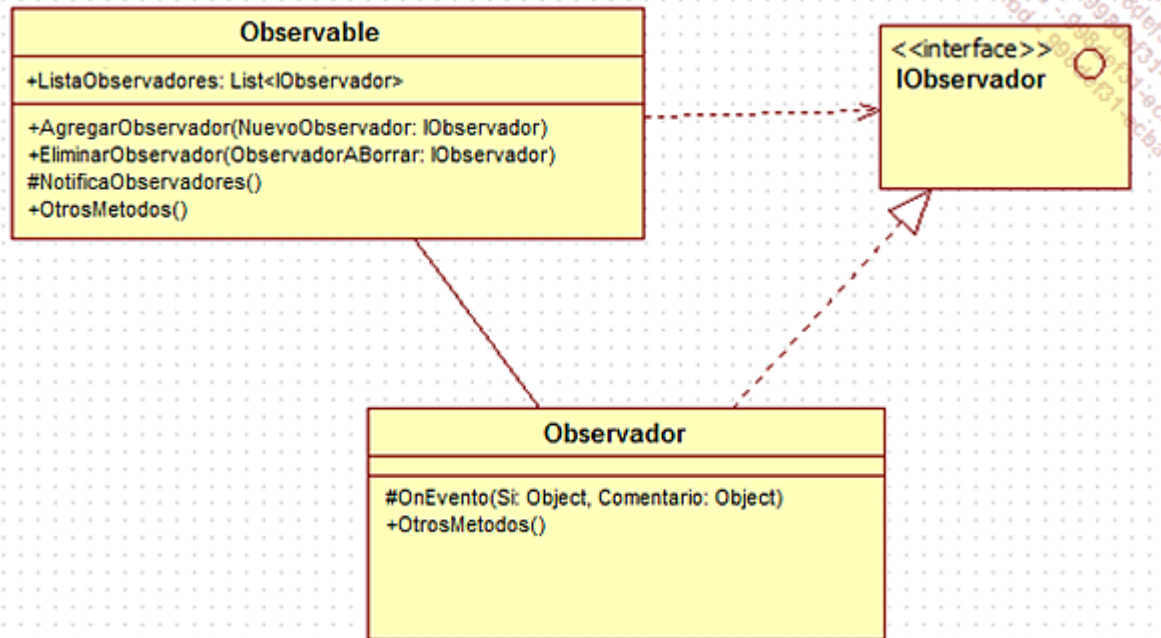 Observable
+ListaObservadores: List<IObservador>
+AgregarObservador(NuevoObservador: IObservador)
+EliminarObservador(ObservadorABorrar: IObservador)
#NotificaObservadores()
+OtrosMetodos()
<<interface>>
IObservador
Observador
#OnEvento(Si: Object, Comentario: Object)
+OtrosMetodos()